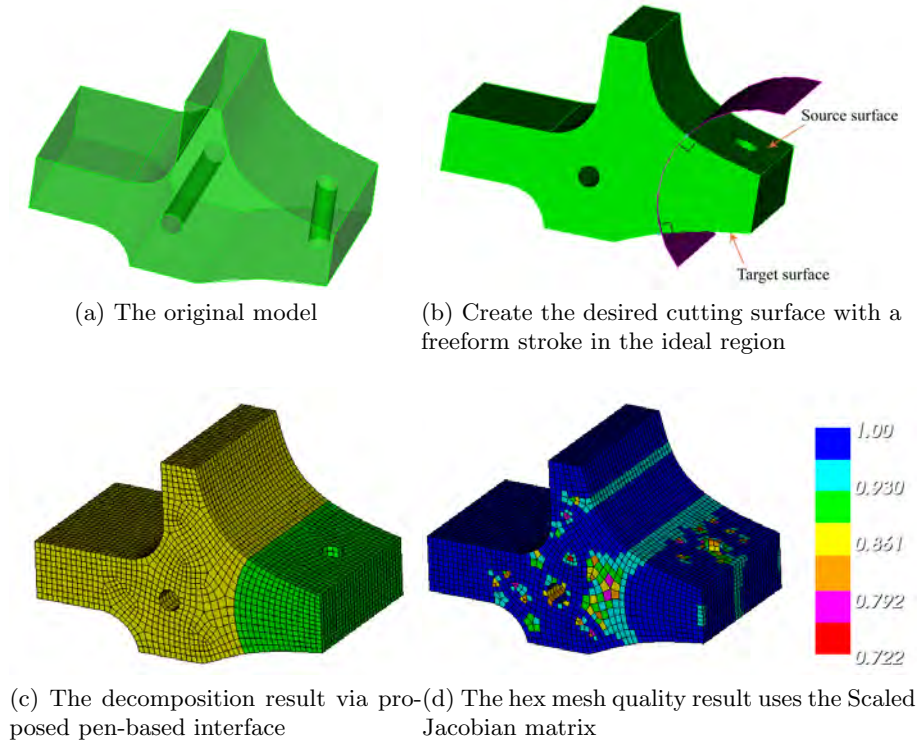 Source surface
Target surface
(a) The original model
(b) Create the desired cutting surface with a
freeform stroke in the ideal region
1.00
0.930
0.861
0.792
0.722
(c) The decomposition result via pro-
posed pen-based interface
(d) The hex mesh quality result uses the Scaled
Jacobian matrix